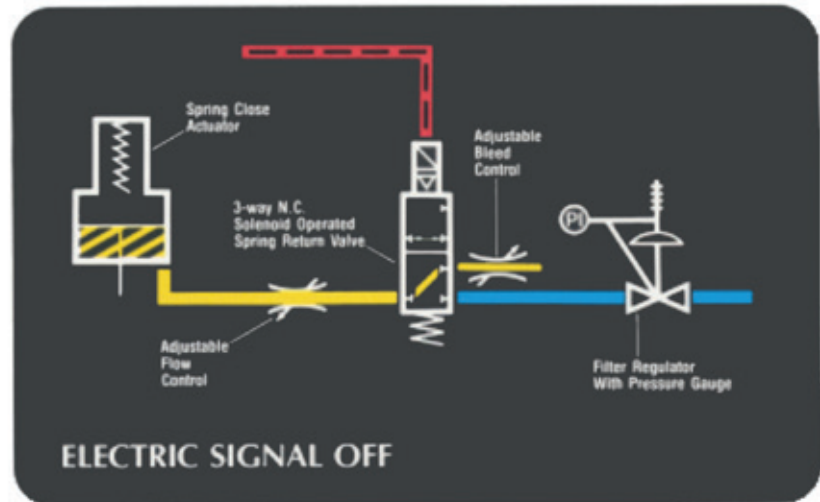 Spring Close
Actuator
Adjustable
Bleed
Control
3-way N.C.
Solenoid Operated
Spring Return Valve
PI
Adjustable
Flow
Control
Filter Regulator
With Pressure Gauge
ELECTRIC SIGNAL OFF